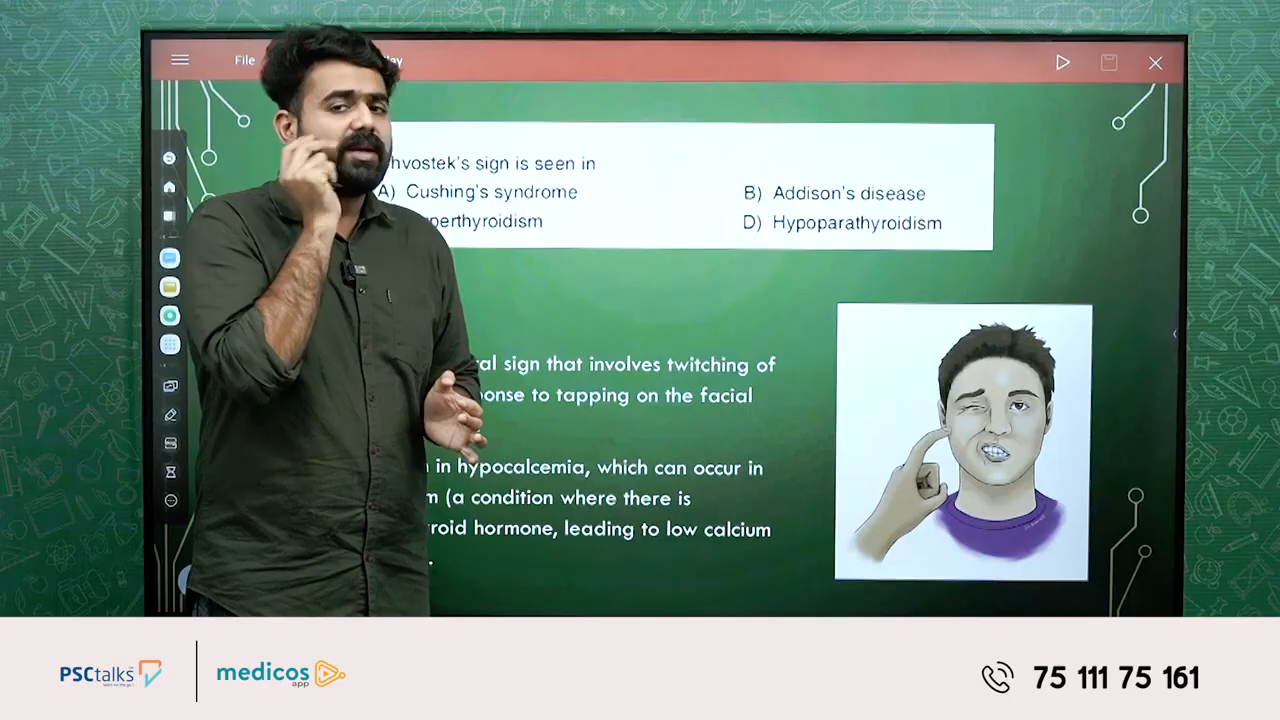 File
hvostek's sign is seen in
A) Cushing's syndrome
B) Addison's disease
perthyroidism
D) Hypoparathyroidism
al sign that involves twitching of
onse to tapping on the facial
in hypocalcemia, which can occur in
m (a condition where there is
roid hormone, leading to low calcium
PSCtalks
medicos
app
75 111 75 161